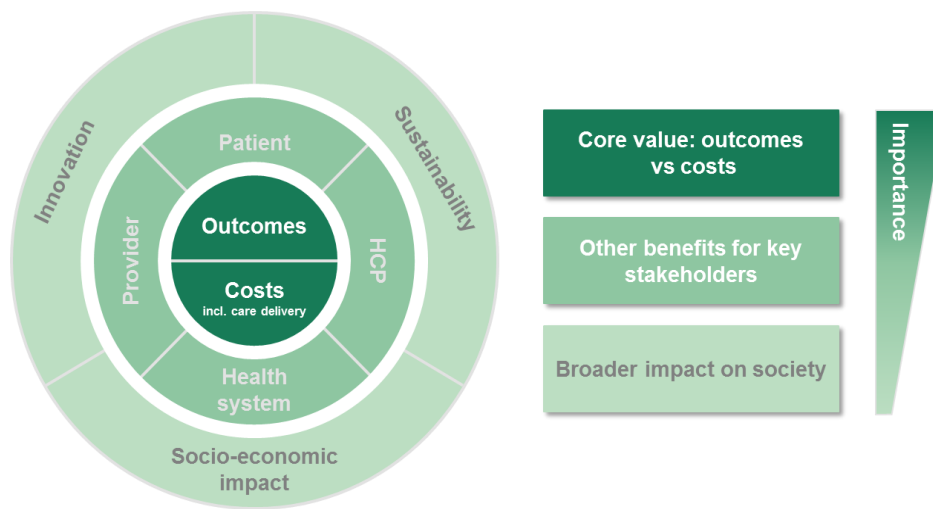 Innovation
Sustainability
Patient
Provider
HCP
Outcomes
Costs
incl. care delivery
Health
system
Socio-economic
impact
Core value: outcomes
vs costs
Other benefits for key
stakeholders
Broader impact on society
Importance